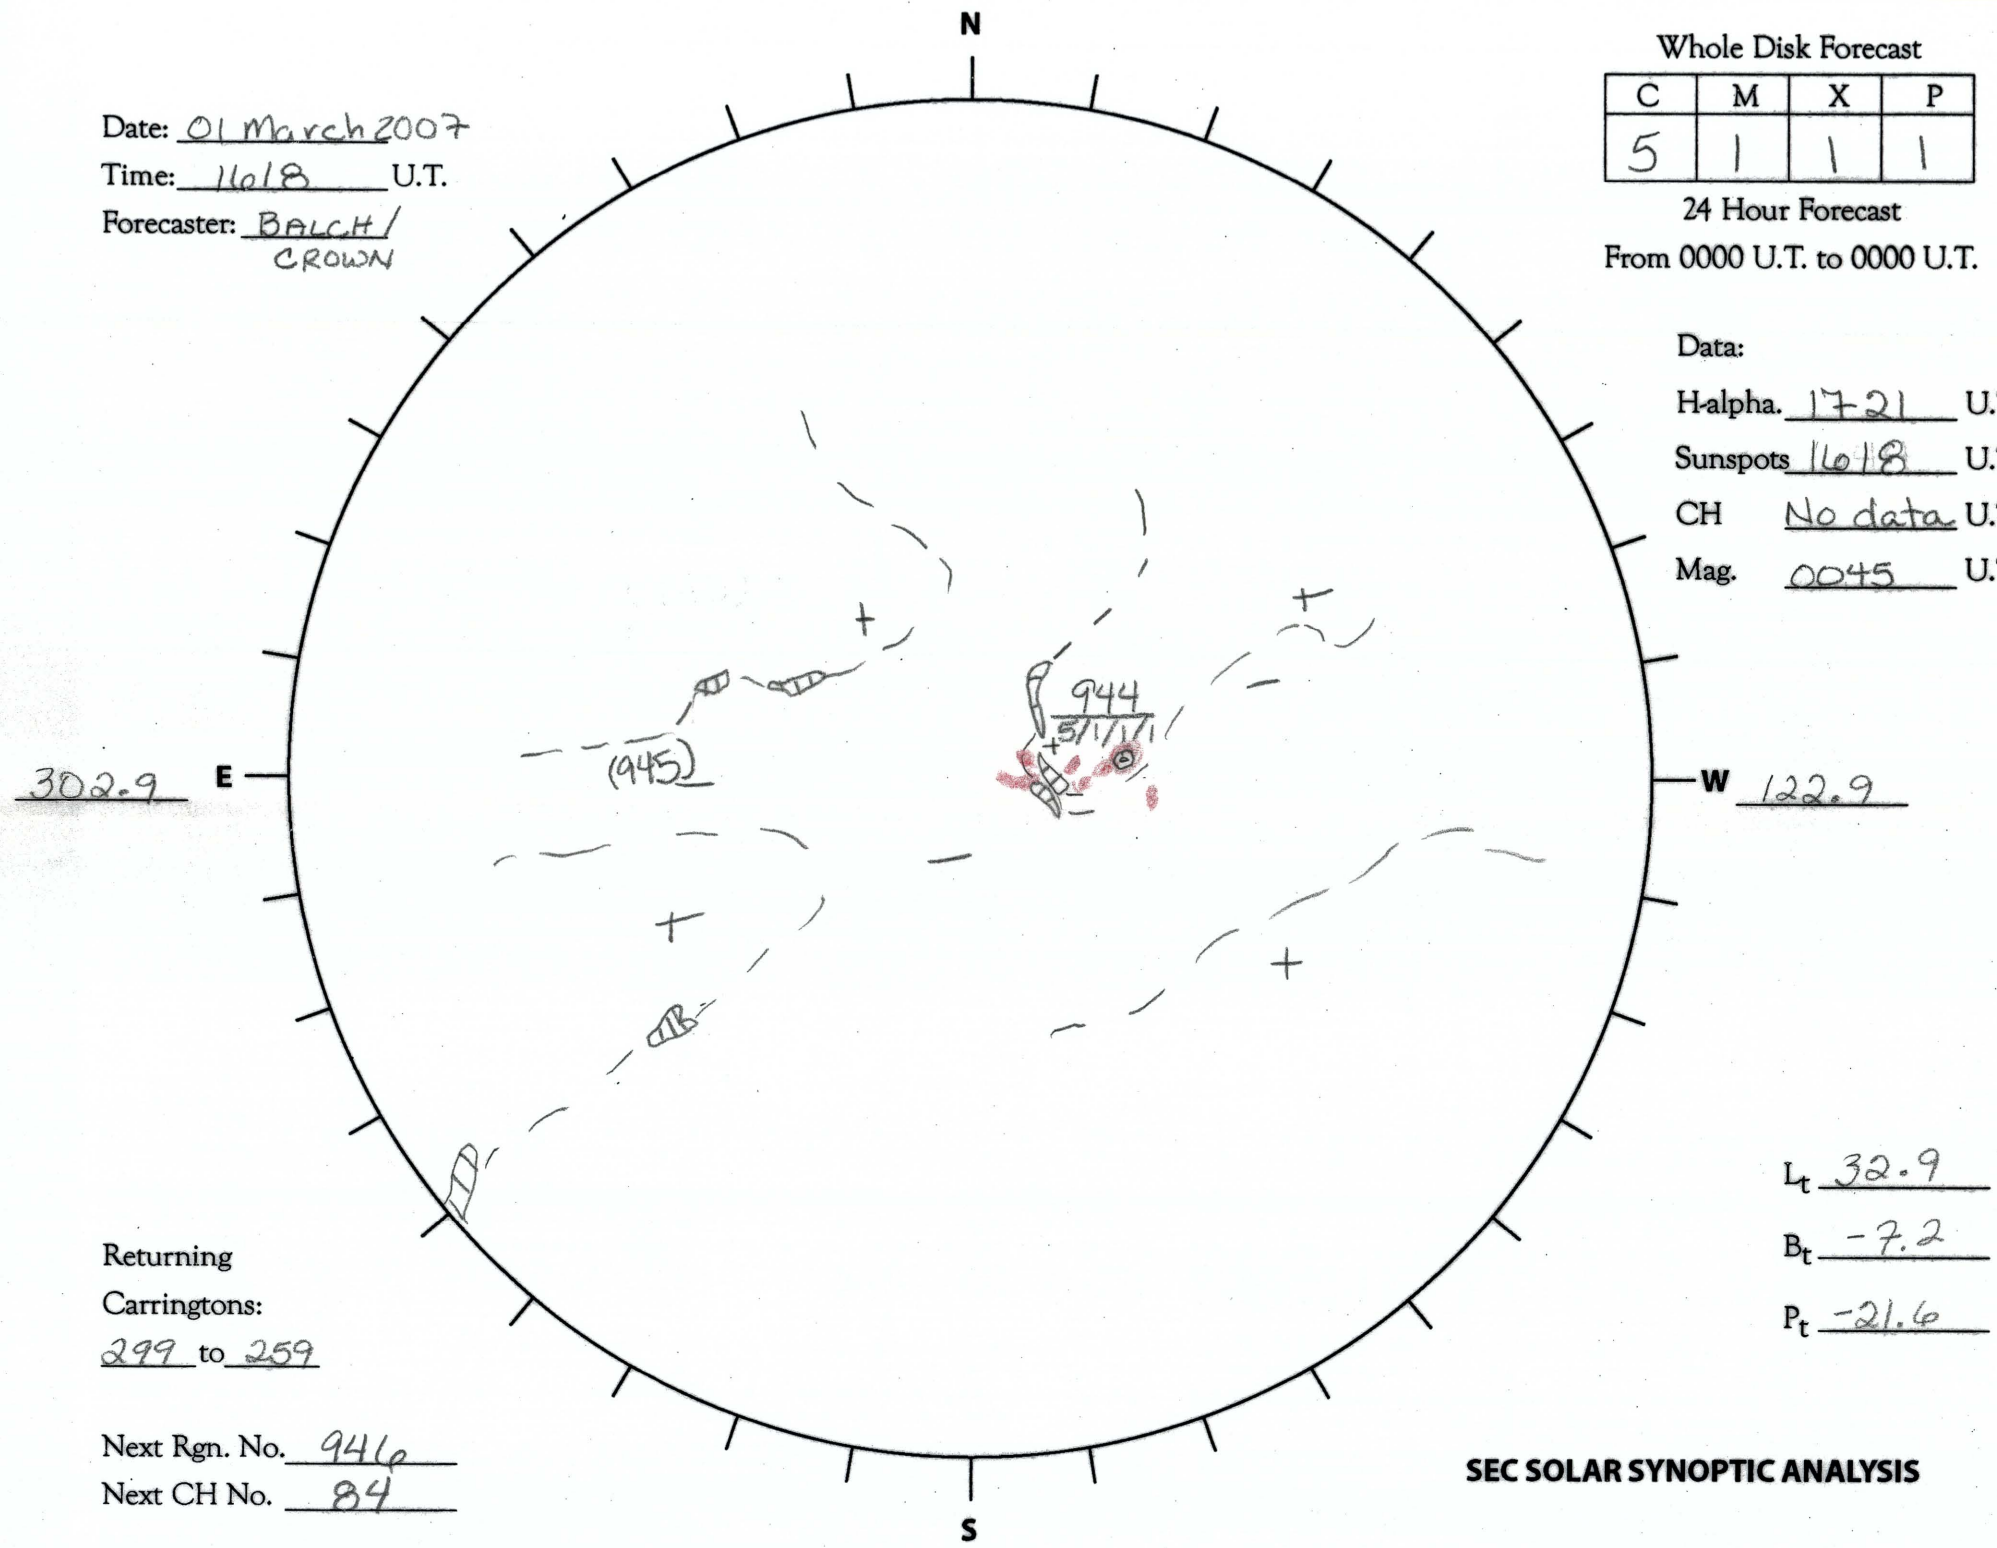 N
Whole Disk Forecast
C M X P
5 1 1 1
24 Hour Forecast
From 0000 U.T. to 0000 U.T.
Date: 01 March 2007
Time: 1618 U.T.
Forecaster: BALCH/
CROWN
Data:
H-alpha. 1721 U.
Sunspots 1618 U.
CH No data U.
Mag. 0045 U.
+
+
–
944
5/1/1/1
+
–
–
(945)
302.9 E
W 122.9
–
+
+
Lt 32.9
Bt -7.2
Pt -21.6
Returning
Carringtons:
299 to 259
Next Rgn. No. 946
Next CH No. 84
SEC SOLAR SYNOPTIC ANALYSIS
S